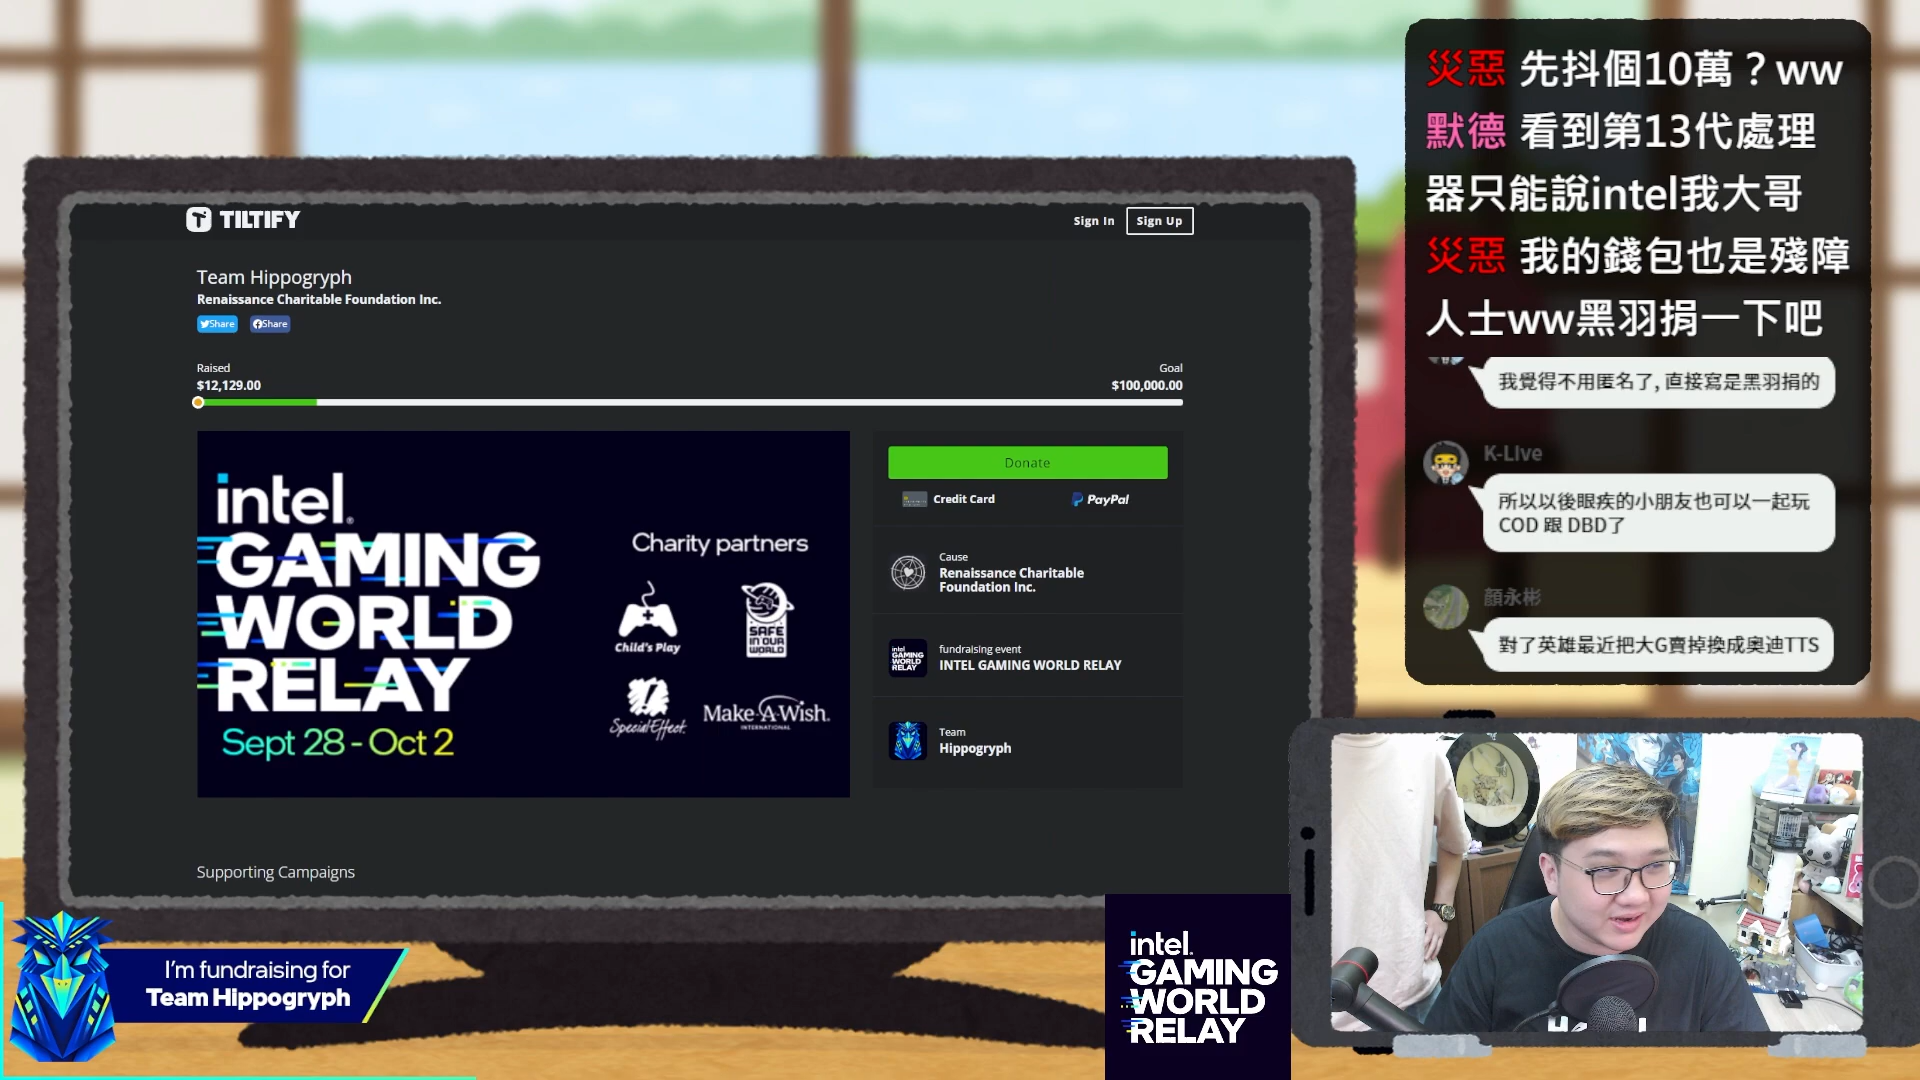 TILTIFY
Sign In
Sign Up
Team Hippogryph
Renaissance Charitable Foundation Inc.
Share
Share
Raised
$12,129.00
Goal
$100,000.00
intel.
GAMING
WORLD
RELAY
Sept 28 - Oct 2
Charity partners
Child's Play
SAFE
IN OUR
WORLD
SpecialEffect
Make-A-Wish.
INTERNATIONAL
Donate
Credit Card
PayPal
Cause
Renaissance Charitable
Foundation Inc.
intel
GAMING
WORLD
RELAY
fundraising event
INTEL GAMING WORLD RELAY
Team
Hippogryph
Supporting Campaigns
I'm fundraising for
Team Hippogryph
intel.
GAMING
WORLD
RELAY
災惡 先抖個10萬？ww
默德 看到第13代處理
器只能說intel我大哥
災惡 我的錢包也是殘障
人士ww黑羽捐一下吧
我覺得不用匿名了, 直接寫是黑羽捐的
K-LIve
所以以後眼疾的小朋友也可以一起玩
COD 跟 DBD了
顏永彬
對了英雄最近把大G賣掉換成奧迪TTS